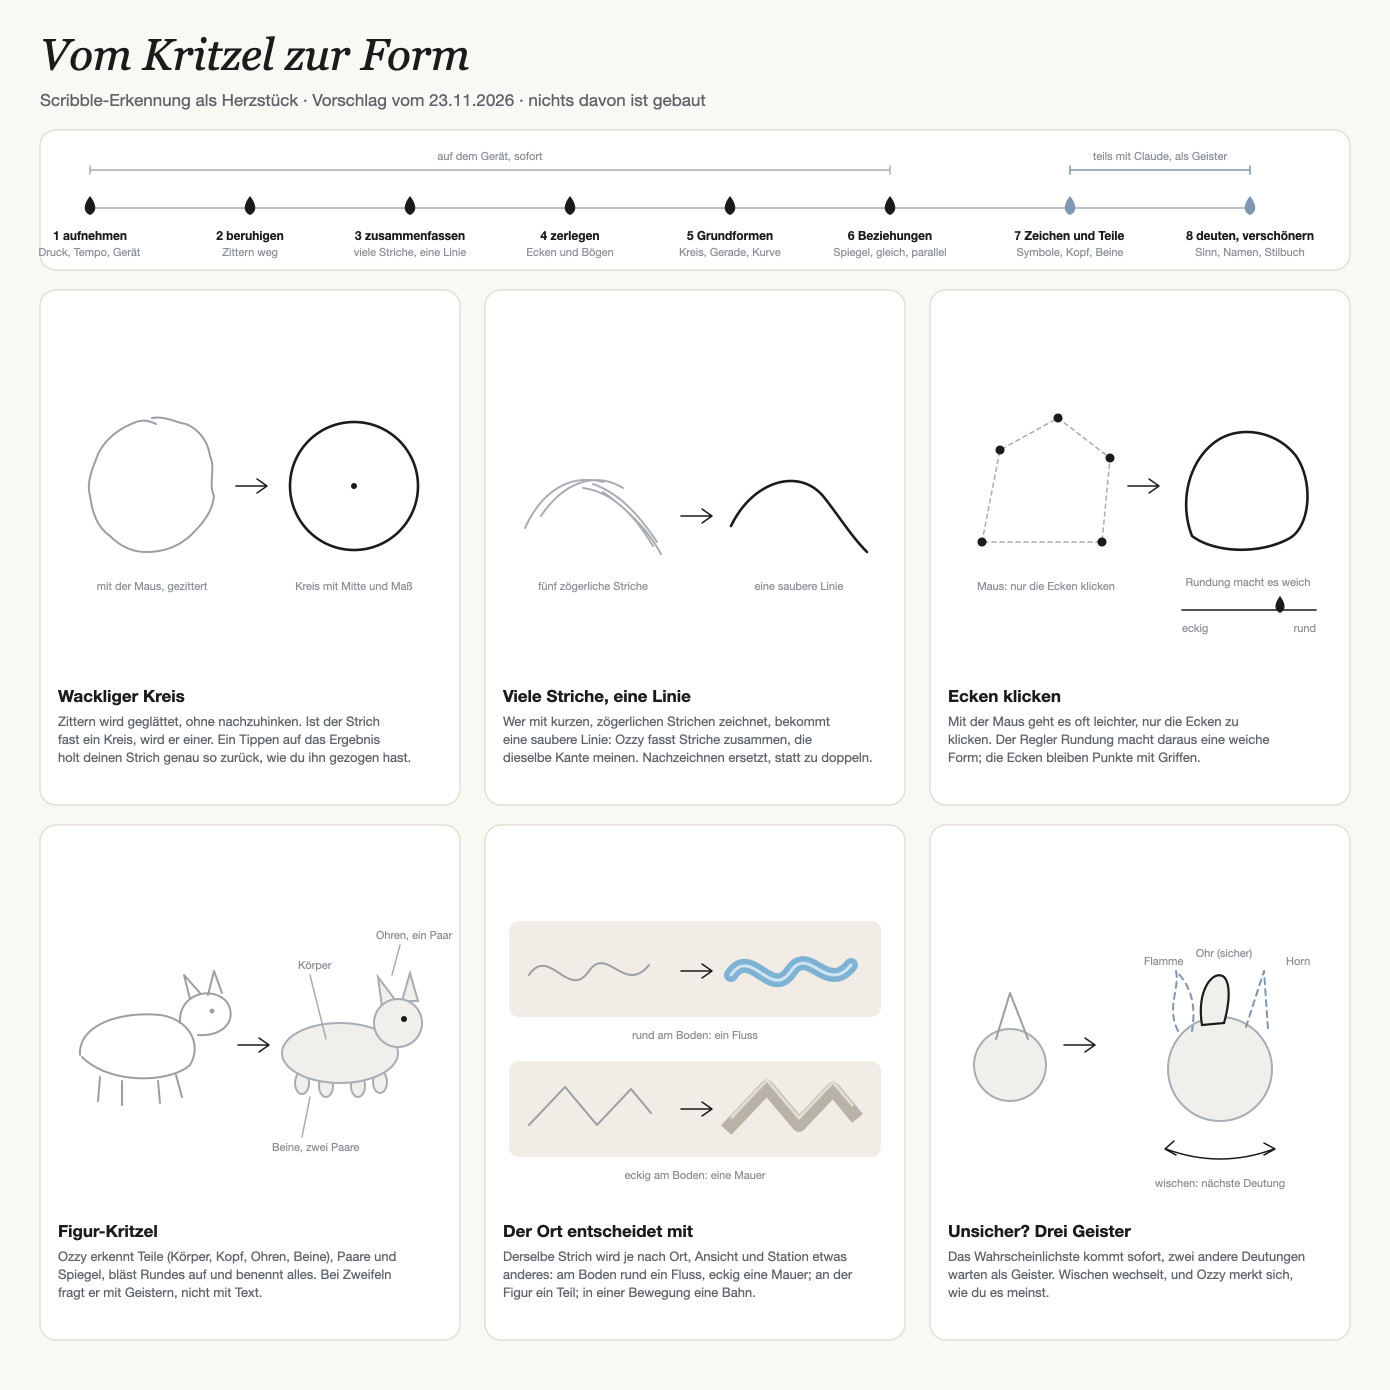 Vom Kritzel zur Form
Scribble-Erkennung als Herzstück · Vorschlag vom 23.11.2026 · nichts davon ist gebaut
auf dem Gerät, sofort
teils mit Claude, als Geister
1 aufnehmen
Druck, Tempo, Gerät
2 beruhigen
Zittern weg
3 zusammenfassen
viele Striche, eine Linie
4 zerlegen
Ecken und Bögen
5 Grundformen
Kreis, Gerade, Kurve
6 Beziehungen
Spiegel, gleich, parallel
7 Zeichen und Teile
Symbole, Kopf, Beine
8 deuten, verschönern
Sinn, Namen, Stilbuch
mit der Maus, gezittert
Kreis mit Mitte und Maß
Wackliger Kreis
Zittern wird geglättet, ohne nachzuhinken. Ist der Strich
fast ein Kreis, wird er einer. Ein Tippen auf das Ergebnis
holt deinen Strich genau so zurück, wie du ihn gezogen hast.
fünf zögerliche Striche
eine saubere Linie
Viele Striche, eine Linie
Wer mit kurzen, zögerlichen Strichen zeichnet, bekommt
eine saubere Linie: Ozzy fasst Striche zusammen, die
dieselbe Kante meinen. Nachzeichnen ersetzt, statt zu doppeln.
Maus: nur die Ecken klicken
Rundung macht es weich
eckig
rund
Ecken klicken
Mit der Maus geht es oft leichter, nur die Ecken zu
klicken. Der Regler Rundung macht daraus eine weiche
Form; die Ecken bleiben Punkte mit Griffen.
Ohren, ein Paar
Körper
Beine, zwei Paare
Figur-Kritzel
Ozzy erkennt Teile (Körper, Kopf, Ohren, Beine), Paare und
Spiegel, bläst Rundes auf und benennt alles. Bei Zweifeln
fragt er mit Geistern, nicht mit Text.
rund am Boden: ein Fluss
eckig am Boden: eine Mauer
Der Ort entscheidet mit
Derselbe Strich wird je nach Ort, Ansicht und Station etwas
anderes: am Boden rund ein Fluss, eckig eine Mauer; an der
Figur ein Teil; in einer Bewegung eine Bahn.
Flamme
Ohr (sicher)
Horn
wischen: nächste Deutung
Unsicher? Drei Geister
Das Wahrscheinlichste kommt sofort, zwei andere Deutungen
warten als Geister. Wischen wechselt, und Ozzy merkt sich,
wie du es meinst.